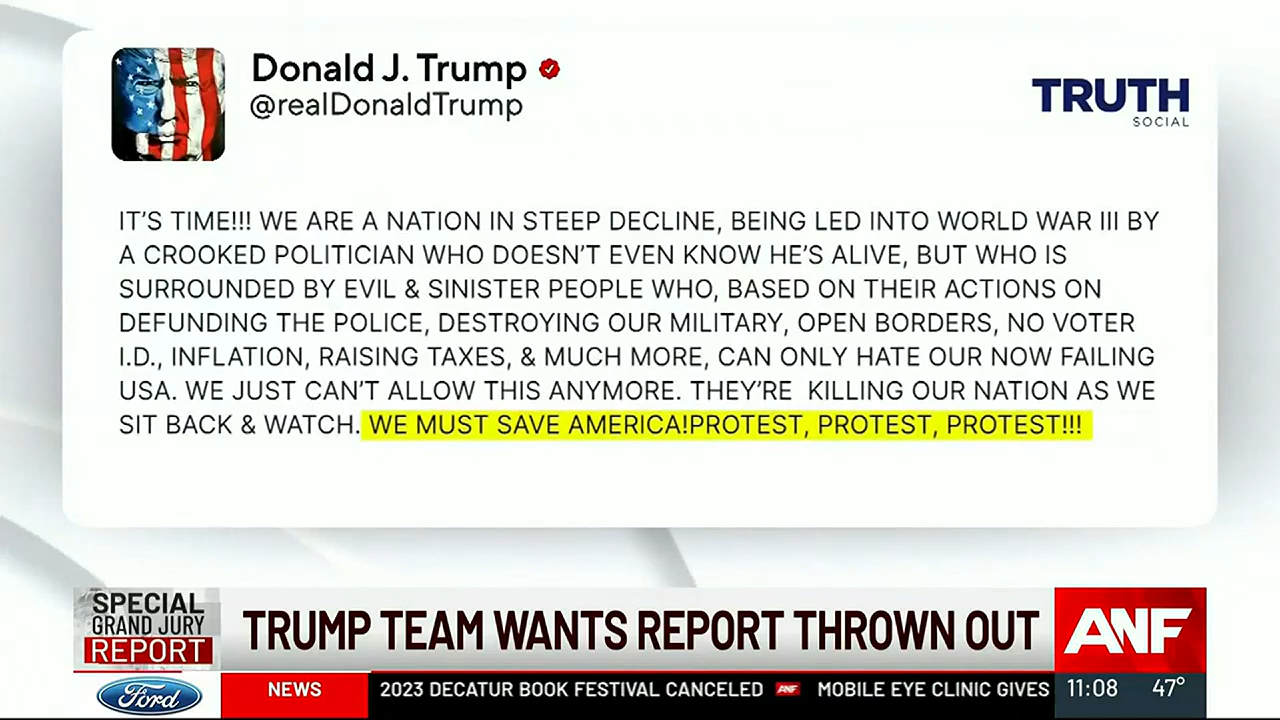 Donald J. Trump
@realDonaldTrump
TRUTH
SOCIAL
IT'S TIME!!! WE ARE A NATION IN STEEP DECLINE, BEING LED INTO WORLD WAR III BY
A CROOKED POLITICIAN WHO DOESN'T EVEN KNOW HE'S ALIVE, BUT WHO IS
SURROUNDED BY EVIL & SINISTER PEOPLE WHO, BASED ON THEIR ACTIONS ON
DEFUNDING THE POLICE, DESTROYING OUR MILITARY, OPEN BORDERS, NO VOTER
I.D., INFLATION, RAISING TAXES, & MUCH MORE, CAN ONLY HATE OUR NOW FAILING
USA. WE JUST CAN'T ALLOW THIS ANYMORE. THEY'RE KILLING OUR NATION AS WE
SIT BACK & WATCH. WE MUST SAVE AMERICA!PROTEST, PROTEST, PROTEST!!!
SPECIAL
GRAND JURY
REPORT
TRUMP TEAM WANTS REPORT THROWN OUT
ANF
Ford
NEWS
2023 DECATUR BOOK FESTIVAL CANCELED ANF MOBILE EYE CLINIC GIVES
11:08 47°